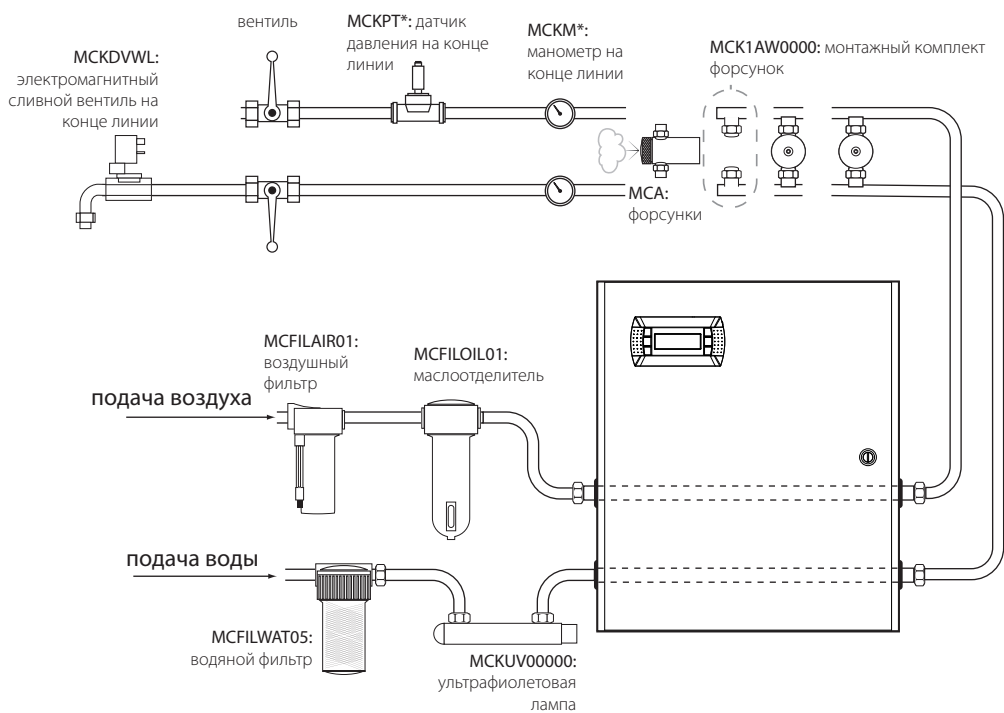 вентиль
MCKPT*: датчик
давления на конце
линии
MCKM*:
манометр на
конце линии
MCK1AW0000: монтажный комплект
форсунок
MCKDVWL:
электромагнитный
сливной вентиль на
конце линии
MCA:
форсунки
MCFILAIR01:
воздушный
фильтр
MCFILOIL01:
маслоотделитель
подача воздуха
подача воды
MCFILWAT05:
водяной фильтр
MCKUV00000:
ультрафиолетовая
лампа